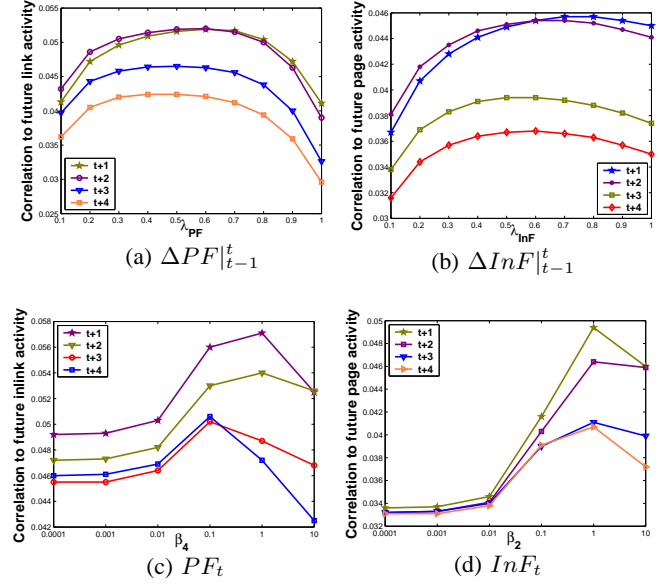 Correlation to future link activity
0.055
0.05
0.045
0.04
0.035
0.03
0.025
t+1
t+2
t+3
t+4
0.1 0.2 0.3 0.4 0.5 0.6 0.7 0.8 0.9 1
λPF
(a) ΔPF|ᵗₜ₋₁
Correlation to future page activity
0.046
0.044
0.042
0.04
0.038
0.036
0.034
0.032
0.03
t+1
t+2
t+3
t+4
0.1 0.2 0.3 0.4 0.5 0.6 0.7 0.8 0.9 1
λInF
(b) ΔInF|ᵗₜ₋₁
Correlation to future inlink activity
0.058
0.056
0.054
0.052
0.05
0.048
0.046
0.044
0.042
t+1
t+2
t+3
t+4
0.0001 0.001 0.01 0.1 1 10
β₄
(c) PFₜ
Correlation to future page activity
0.05
0.048
0.046
0.044
0.042
0.04
0.038
0.036
0.034
0.032
t+1
t+2
t+3
t+4
0.0001 0.001 0.01 0.1 1 10
β₂
(d) InFₜ